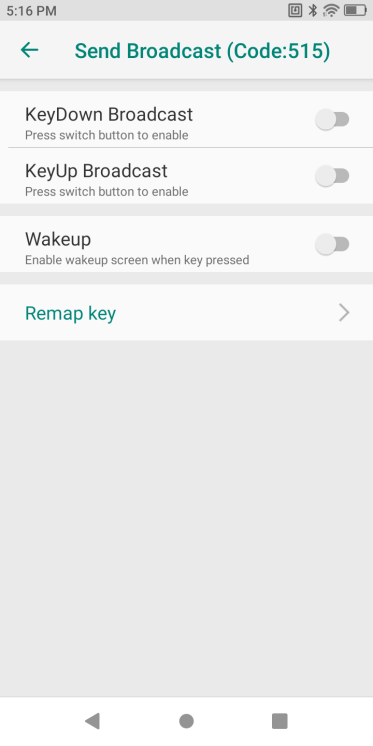 5:16 PM
Send Broadcast (Code:515)
KeyDown Broadcast
Press switch button to enable
KeyUp Broadcast
Press switch button to enable
Wakeup
Enable wakeup screen when key pressed
Remap key